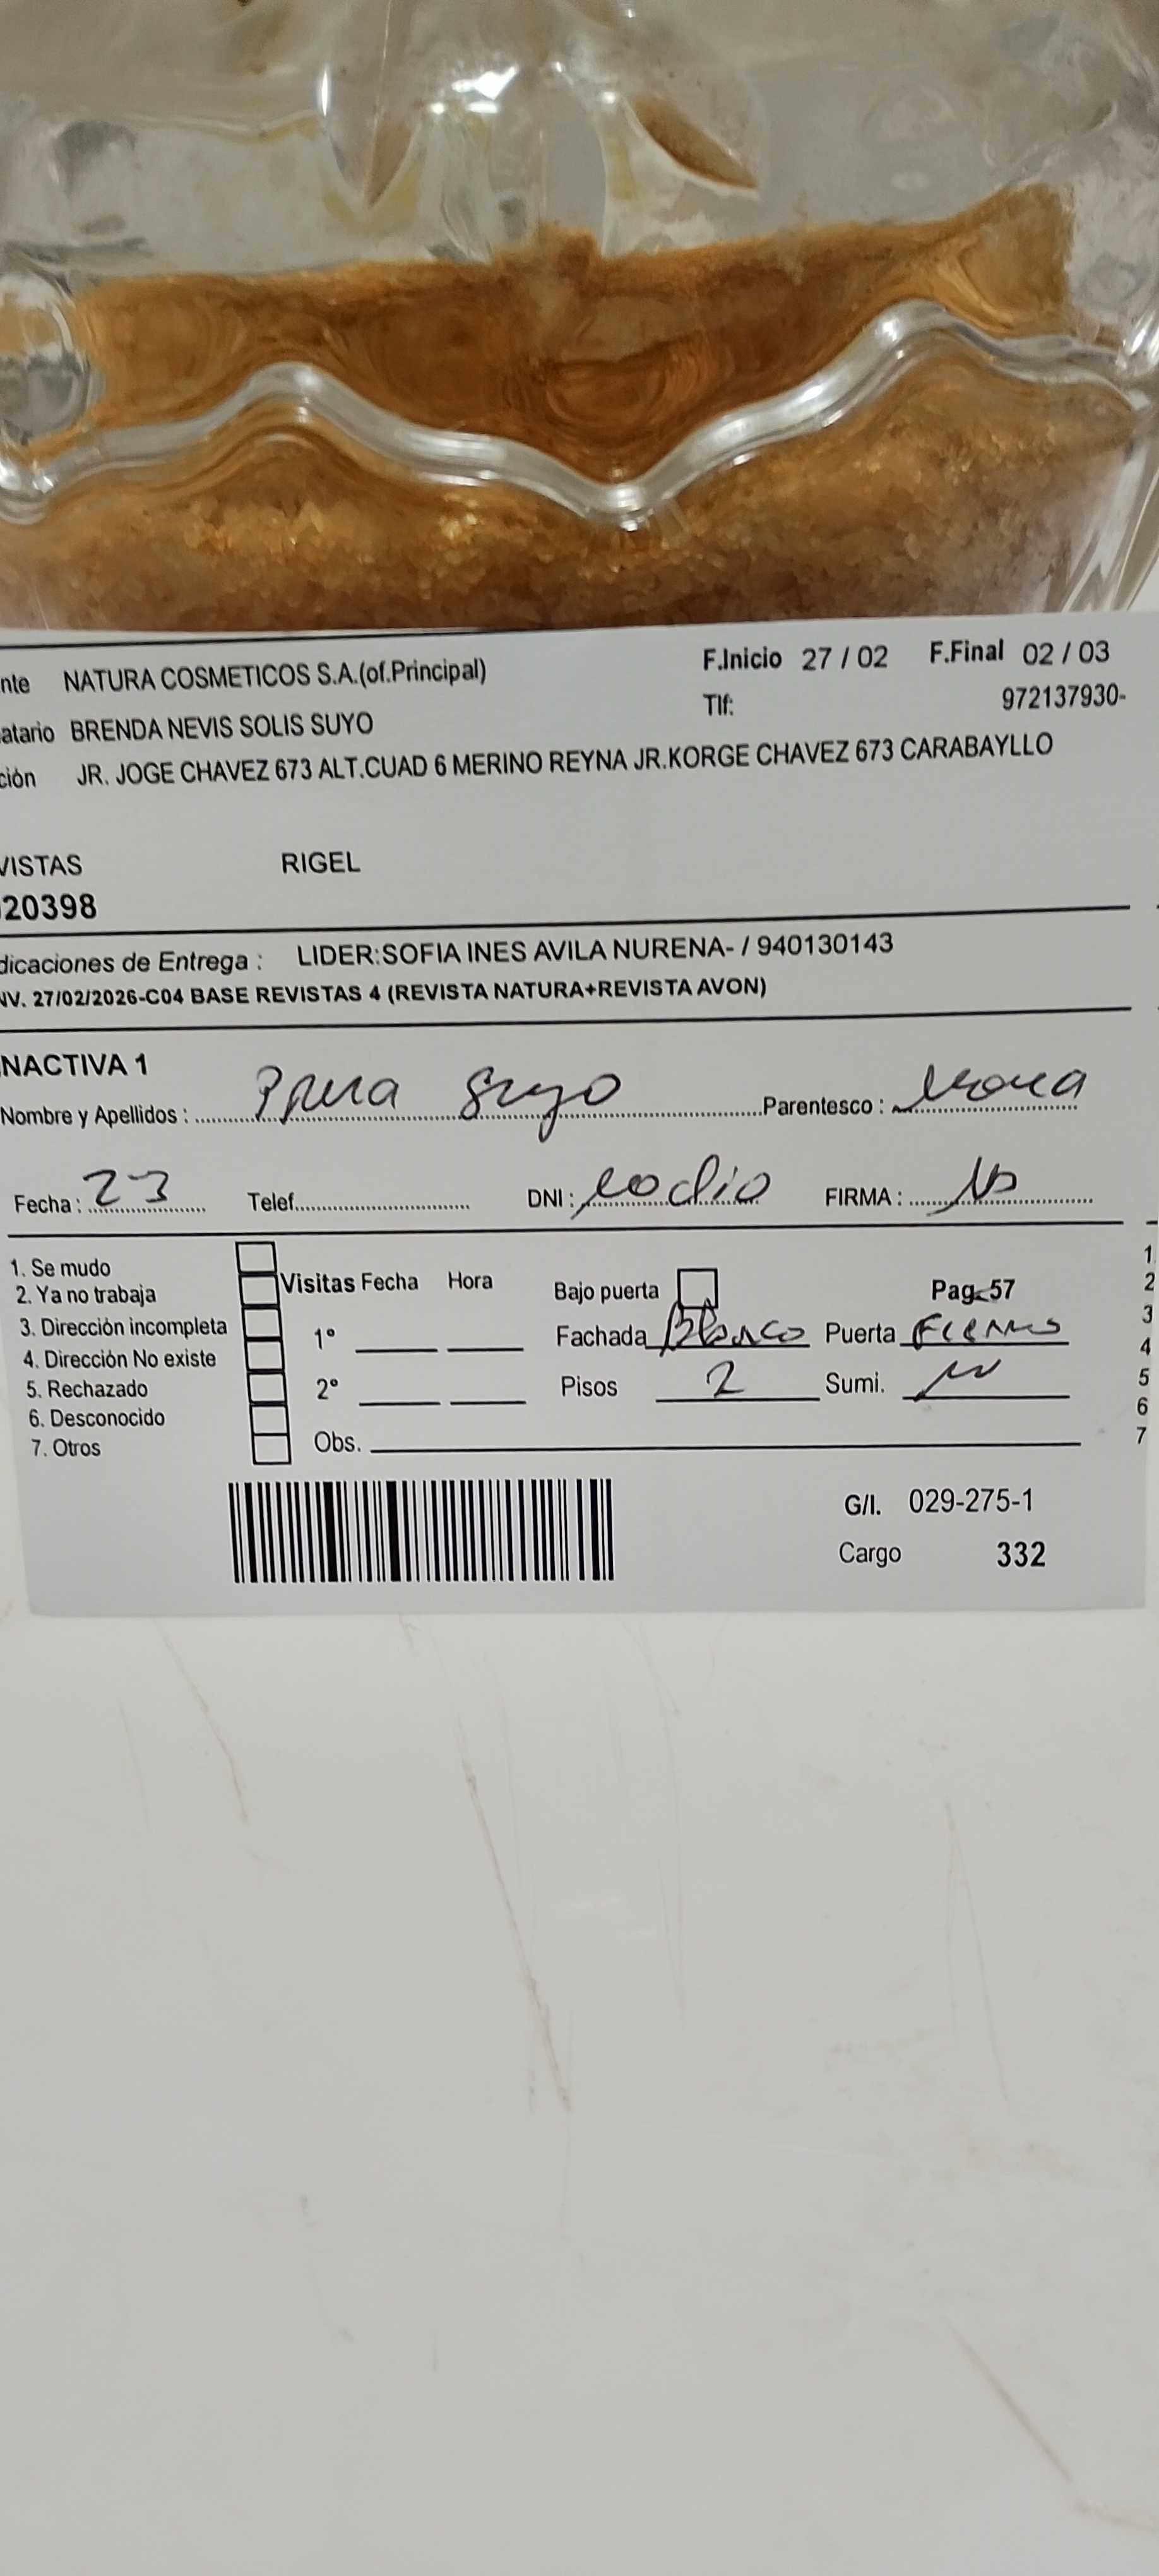 nte NATURA COSMETICOS S.A.(of.Principal) F.Inicio 27 / 02 F.Final 02 / 03
Tlf: 972137930-
atario BRENDA NEVIS SOLIS SUYO
ción JR. JOGE CHAVEZ 673 ALT.CUAD 6 MERINO REYNA JR.KORGE CHAVEZ 673 CARABAYLLO
VISTAS RIGEL
20398
dicaciones de Entrega : LIDER:SOFIA INES AVILA NURENA- / 940130143
NV. 27/02/2026-C04 BASE REVISTAS 4 (REVISTA NATURA+REVISTA AVON)
NACTIVA 1
Nombre y Apellidos : Suyo Parentesco :
Fecha : 23 Telef. DNI : no dio FIRMA :
1. Se mudo
2. Ya no trabaja
3. Dirección incompleta
4. Dirección No existe
5. Rechazado
6. Desconocido
7. Otros
Visitas Fecha Hora
1°
2°
Obs.
Bajo puerta Pag. 57
Fachada Blanco Puerta Fierro
Pisos 2 Sumi.
1
2
3
4
5
6
7
G/I. 029-275-1
Cargo 332